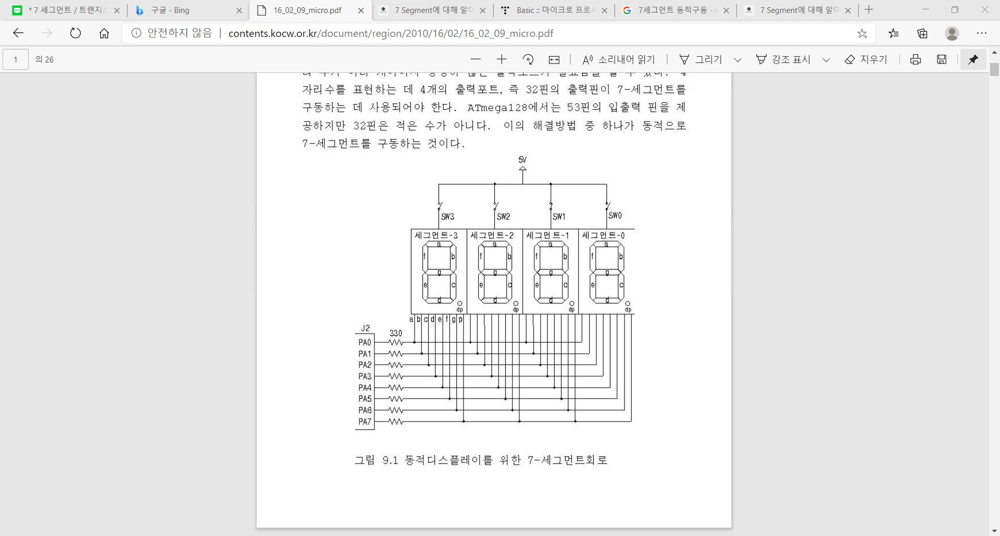 * 7 세그먼트 / 트랜지스
구글 - Bing
16_02_09_micro.pdf
7 Segment에 대해 알아
Basic :: 마이크로 프로세
7세그먼트 동적구동 -
7 Segment에 대해 알아
안전하지 않음
contents.kocw.or.kr/document/region/2010/16/02/16_02_09_micro.pdf
1 의 26
소리내어 읽기
그리기
강조 표시
지우기
자리수를 표현하는 데 4개의 출력포트, 즉 32핀의 출력핀이 7-세그먼트를
구동하는 데 사용되어야 한다. ATmega128에서는 53핀의 입출력 핀을 제
공하지만 32핀은 적은 수가 아니다. 이의 해결방법 중 하나가 동적으로
7-세그먼트를 구동하는 것이다.
5V
SW3 SW2 SW1 SW0
세그먼트-3 세그먼트-2 세그먼트-1 세그먼트-0
a a a a
f b f b f b f b
g g g g
e c e c e c e c
d d d d
dp dp dp dp
a b c d e f g p
J2
330
PA0
PA1
PA2
PA3
PA4
PA5
PA6
PA7
그림 9.1 동적디스플레이를 위한 7-세그먼트회로